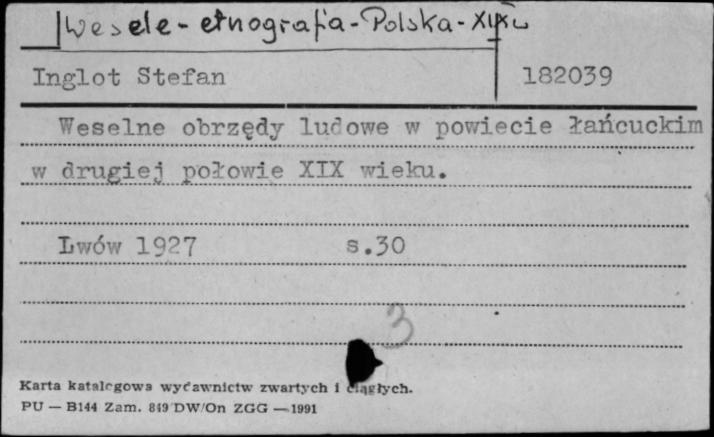 Wesele - etnografia - Polska - XIX w
Inglot Stefan 182039
Weselne obrzędy ludowe w powiecie łańcuckim
w drugiej połowie XIX wieku.
Lwów 1927 s.30
3
Karta katalogowa wydawnictw zwartych i ciągłych.
PU — B144 Zam. 849 DW/On ZGG — 1991